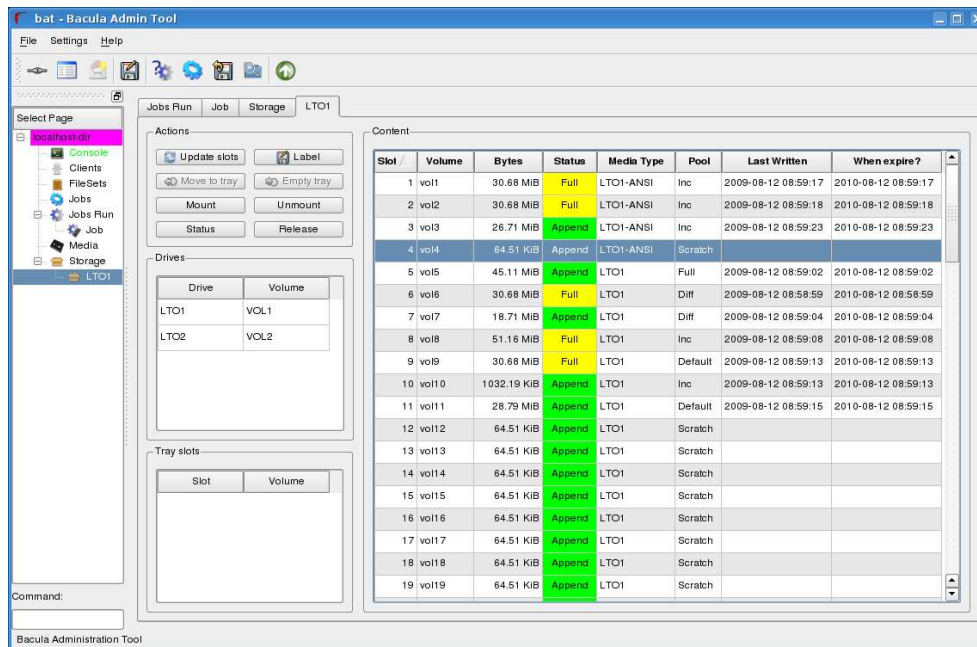 bat - Bacula Admin Tool
File Settings Help
Select Page
localhost-dir
Console
Clients
FileSets
Jobs
Jobs Run
Job
Media
Storage
LTO1
Command:
Bacula Administration Tool
Jobs Run Job Storage LTO1
Actions
Update slots Label
Move to tray Empty tray
Mount Unmount
Status Release
Drives
Drive Volume
LTO1 VOL1
LTO2 VOL2
Tray slots
Slot Volume
Content
Slot Volume Bytes Status Media Type Pool Last Written When expire?
1 vol1 30.68 MiB Full LTO1-ANSI Inc 2009-08-12 08:59:17 2010-08-12 08:59:17
2 vol2 30.68 MiB Full LTO1-ANSI Inc 2009-08-12 08:59:18 2010-08-12 08:59:18
3 vol3 26.71 MiB Append LTO1-ANSI Inc 2009-08-12 08:59:23 2010-08-12 08:59:23
4 vol4 64.51 KiB Append LTO1-ANSI Scratch
5 vol5 45.11 MiB Append LTO1 Full 2009-08-12 08:59:02 2010-08-12 08:59:02
6 vol6 30.68 MiB Full LTO1 Diff 2009-08-12 08:58:59 2010-08-12 08:58:59
7 vol7 18.71 MiB Append LTO1 Diff 2009-08-12 08:59:04 2010-08-12 08:59:04
8 vol8 51.16 MiB Full LTO1 Inc 2009-08-12 08:59:08 2010-08-12 08:59:08
9 vol9 30.68 MiB Full LTO1 Default 2009-08-12 08:59:13 2010-08-12 08:59:13
10 vol10 1032.19 KiB Append LTO1 Inc 2009-08-12 08:59:13 2010-08-12 08:59:13
11 vol11 28.79 MiB Append LTO1 Default 2009-08-12 08:59:15 2010-08-12 08:59:15
12 vol12 64.51 KiB Append LTO1 Scratch
13 vol13 64.51 KiB Append LTO1 Scratch
14 vol14 64.51 KiB Append LTO1 Scratch
15 vol15 64.51 KiB Append LTO1 Scratch
16 vol16 64.51 KiB Append LTO1 Scratch
17 vol17 64.51 KiB Append LTO1 Scratch
18 vol18 64.51 KiB Append LTO1 Scratch
19 vol19 64.51 KiB Append LTO1 Scratch